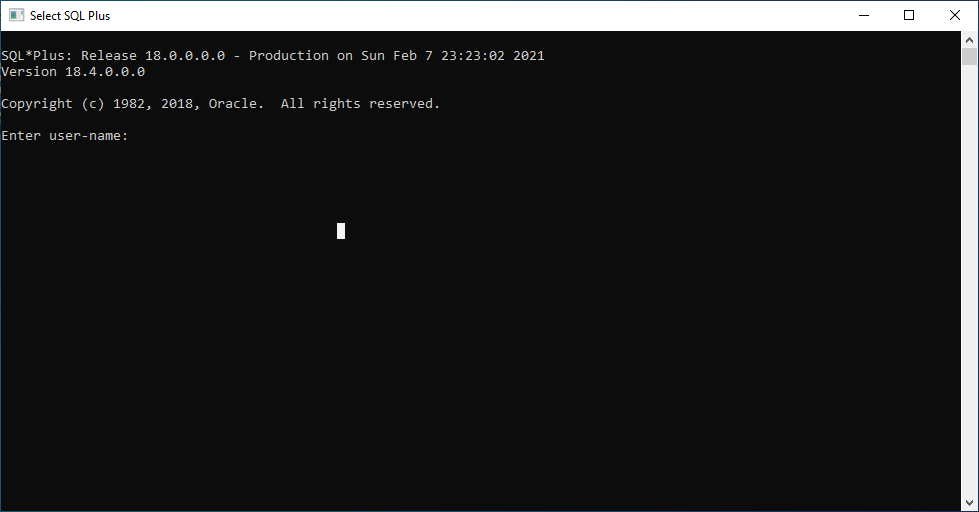 Select SQL Plus
SQL*Plus: Release 18.0.0.0.0 - Production on Sun Feb 7 23:23:02 2021
Version 18.4.0.0.0
Copyright (c) 1982, 2018, Oracle.  All rights reserved.
Enter user-name: